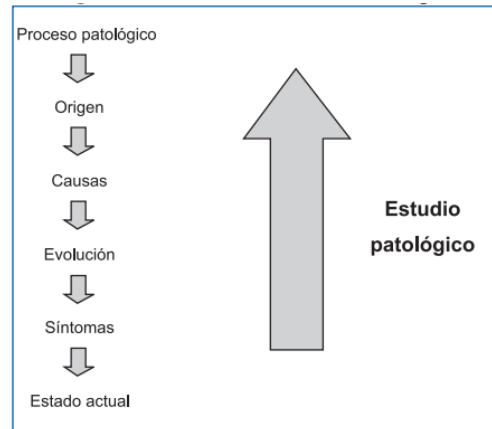 Proceso patológico
Origen
Causas
Evolución
Síntomas
Estado actual
Estudio
patológico